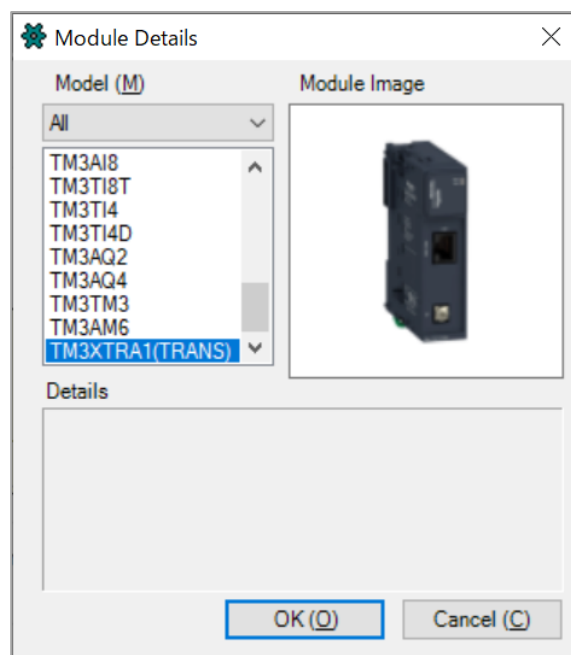 Module Details
Model (M)
All
TM3AI8
TM3TI8T
TM3TI4
TM3TI4D
TM3AQ2
TM3AQ4
TM3TM3
TM3AM6
TM3XTRA1(TRANS)
Module Image
Details
OK (O)
Cancel (C)